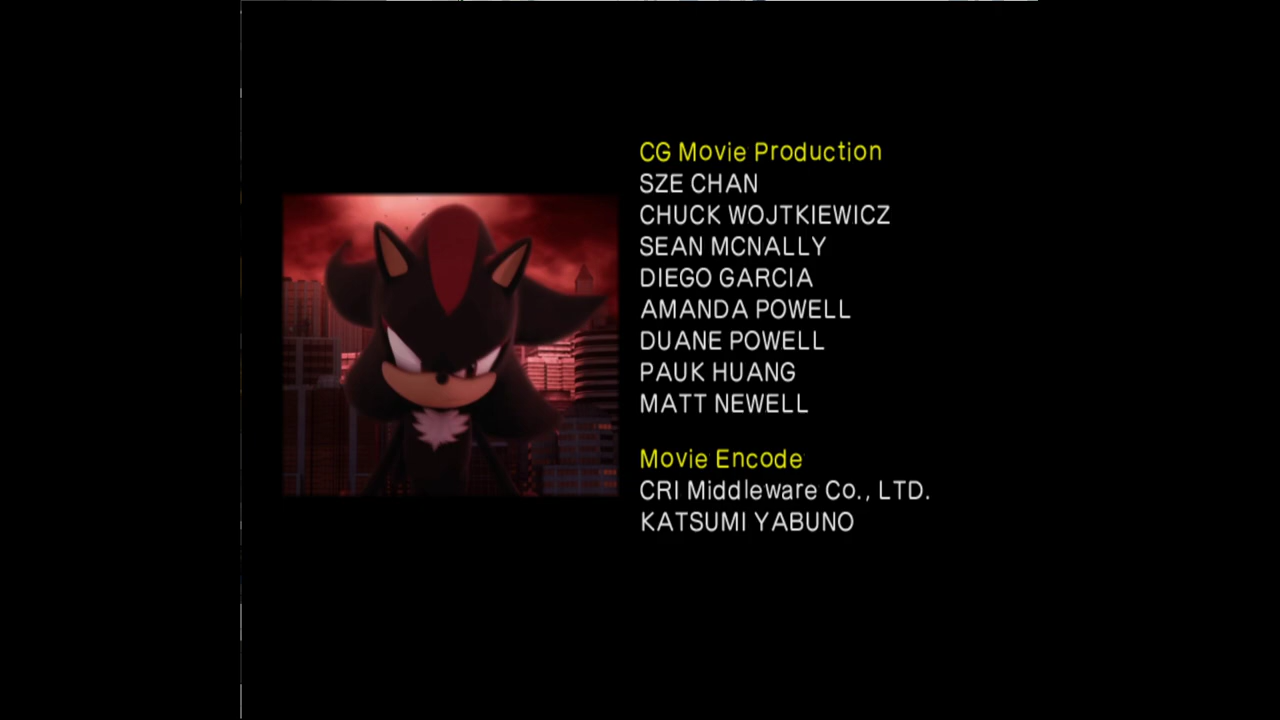 CG Movie Production
SZE CHAN
CHUCK WOJTKIEWICZ
SEAN MCNALLY
DIEGO GARCIA
AMANDA POWELL
DUANE POWELL
PAUK HUANG
MATT NEWELL
Movie Encode
CRI Middleware Co., LTD.
KATSUMI YABUNO